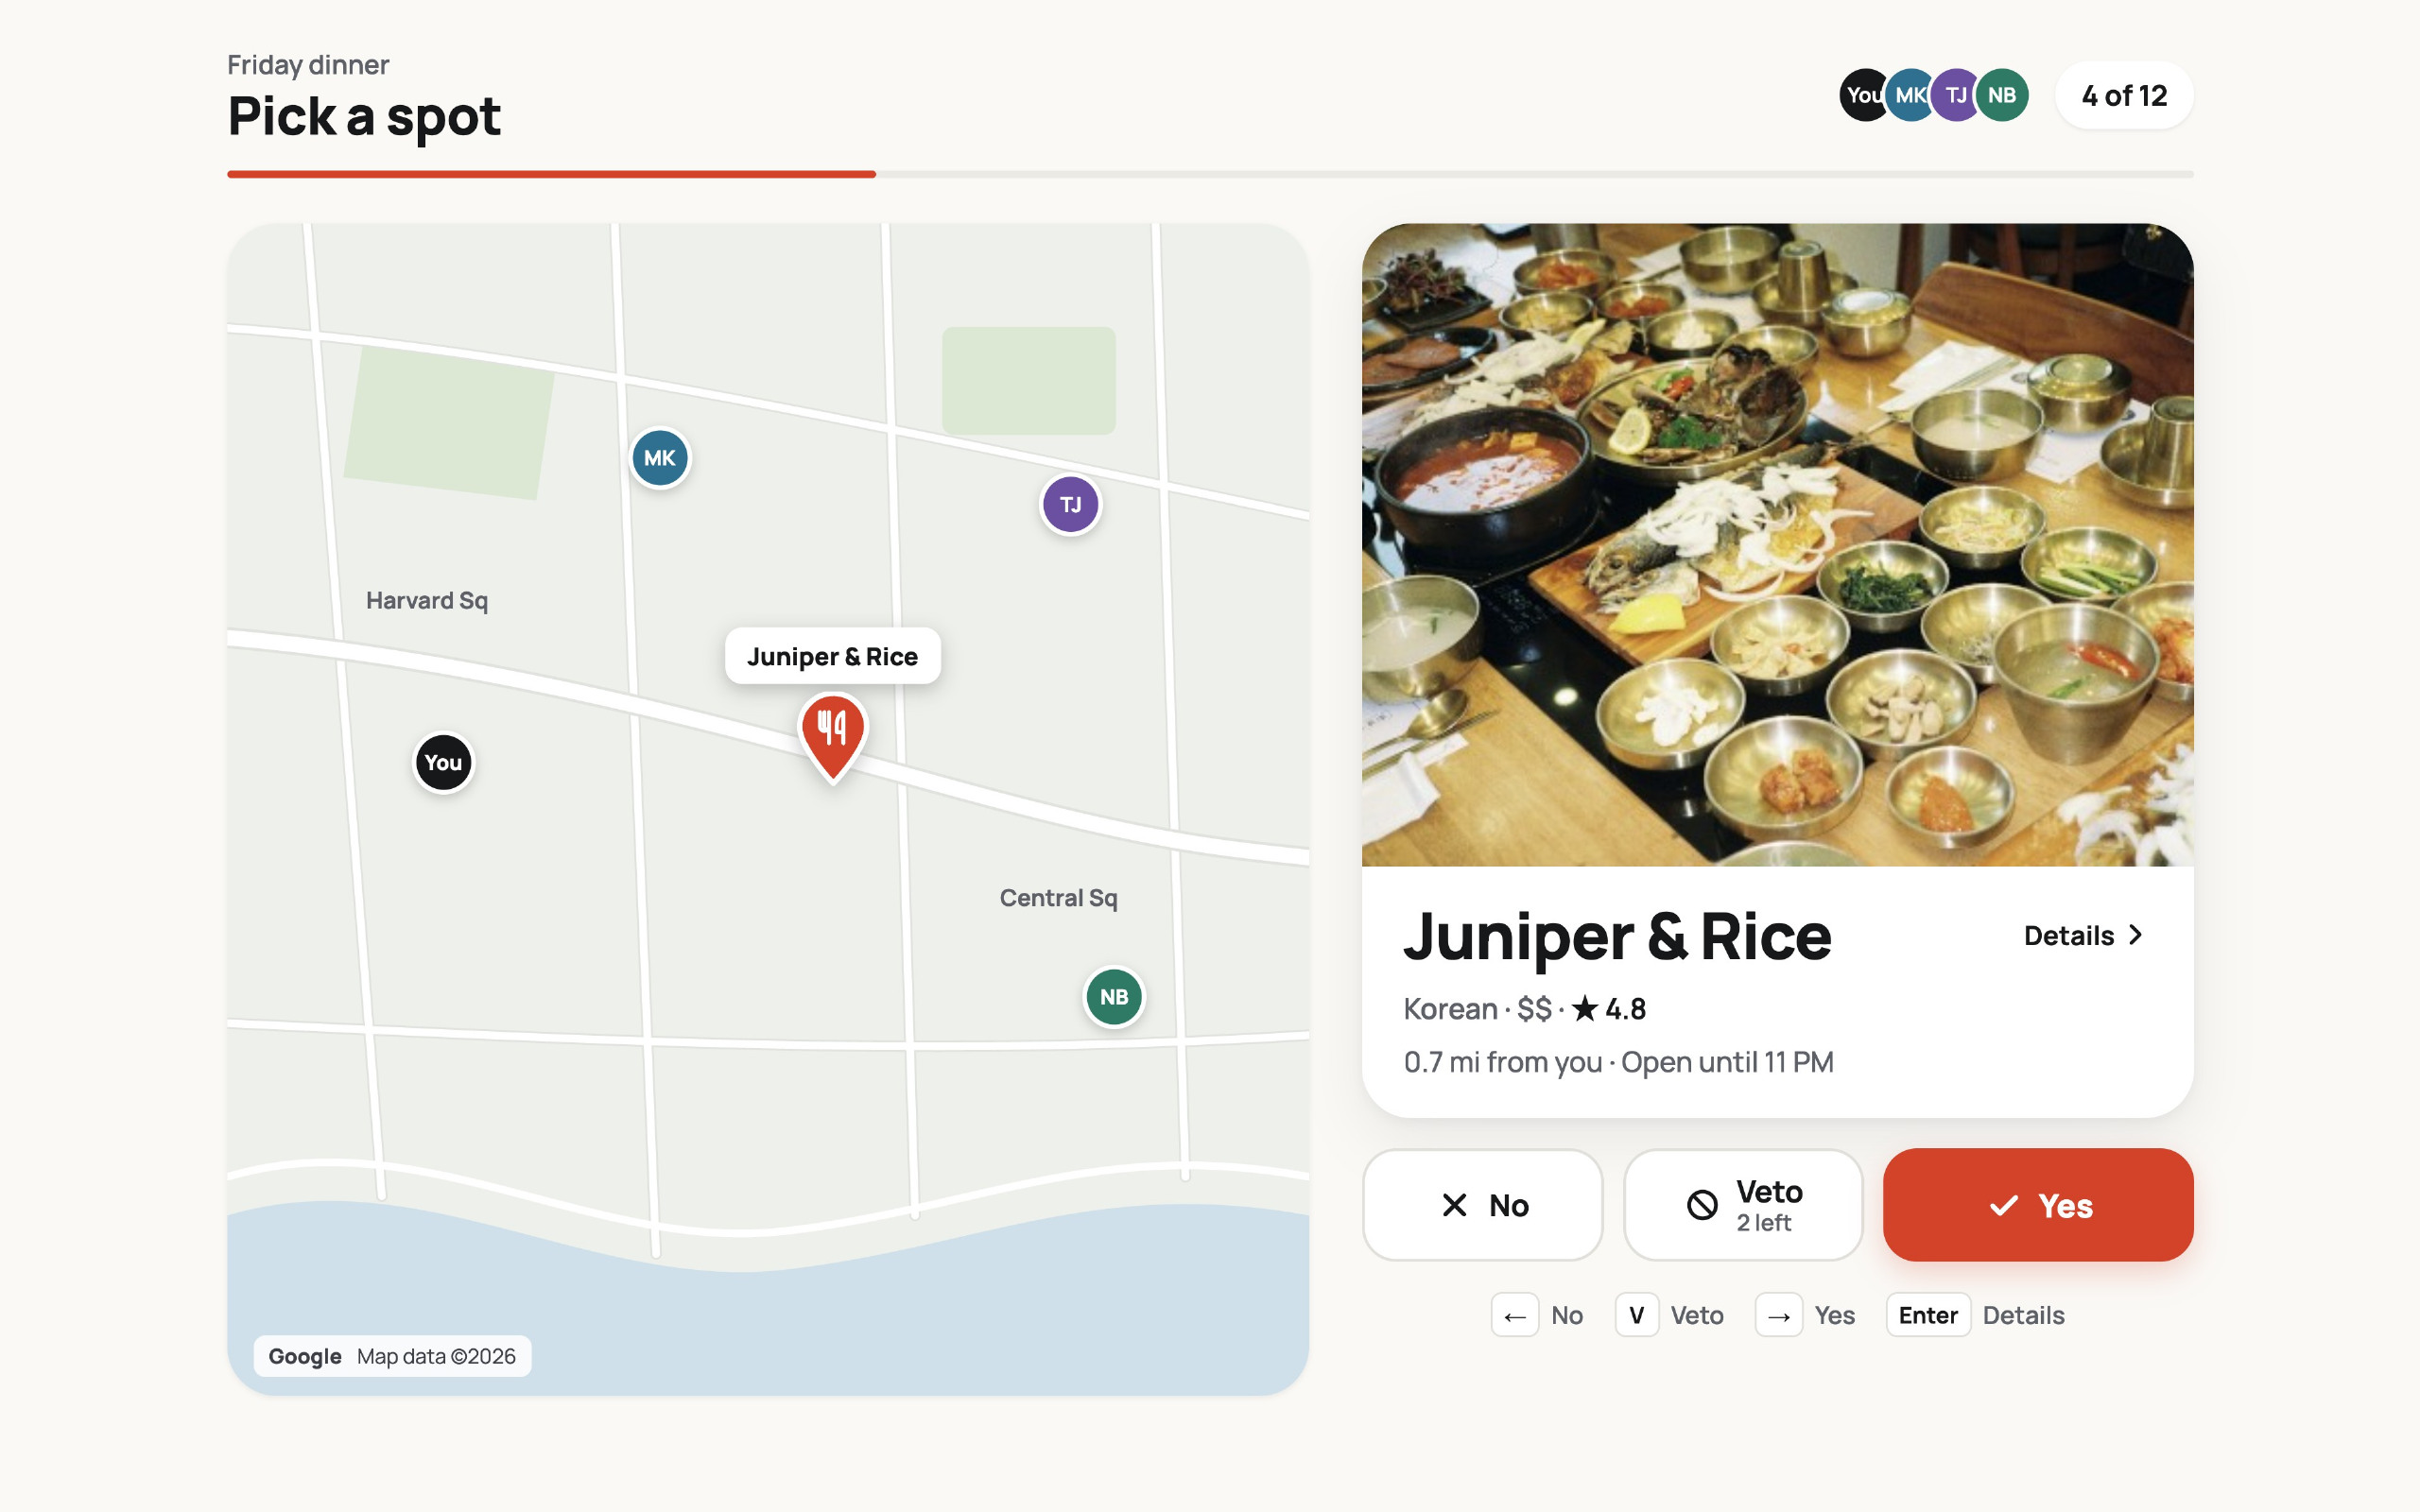 Friday dinner
Pick a spot
You MK TJ NB
4 of 12
MK
TJ
Harvard Sq
Juniper & Rice
You
Central Sq
NB
Google Map data ©2026
Juniper & Rice
Details
Korean · $$ · ★ 4.8
0.7 mi from you · Open until 11 PM
No
Veto
2 left
Yes
← No V Veto → Yes Enter Details